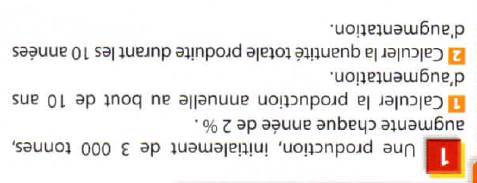 1 Une production, initialement de 3 000 tonnes,
augmente chaque année de 2 %.
1 Calculer la production annuelle au bout de 10 ans
d'augmentation.
2 Calculer la quantité totale produite durant les 10 années
d'augmentation.